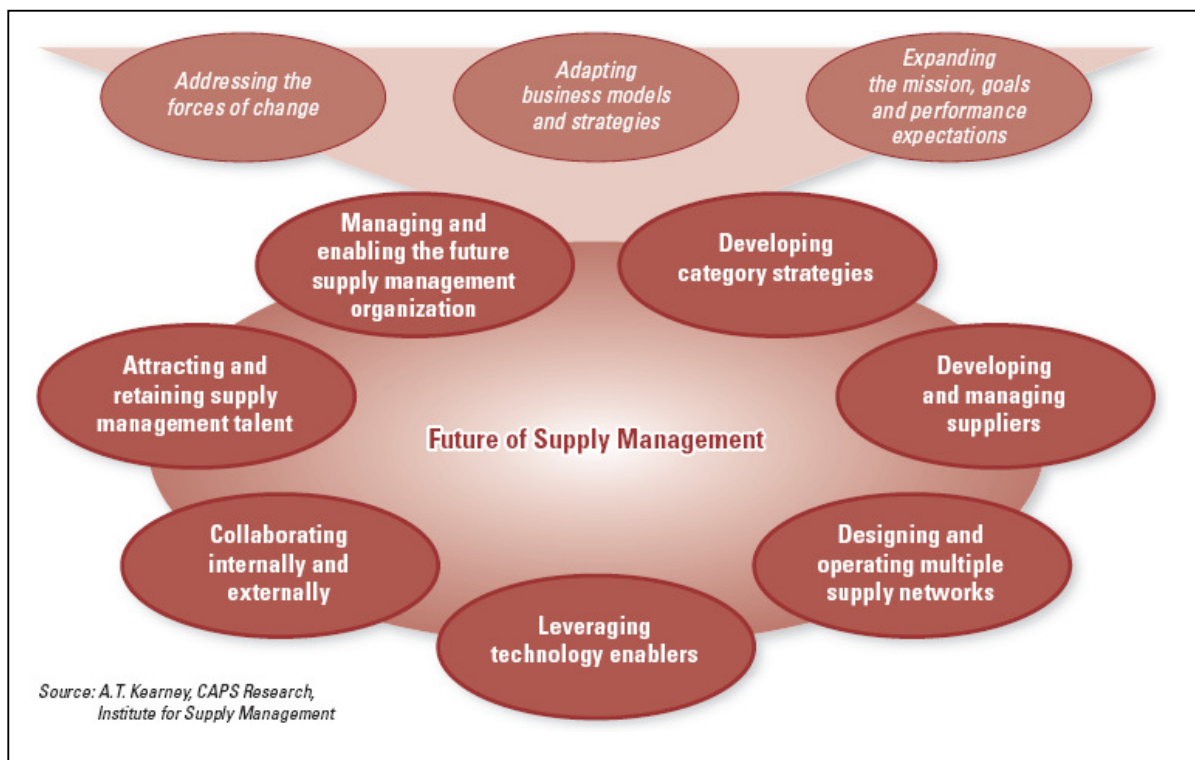 Addressing the
forces of change
Adapting
business models
and strategies
Expanding
the mission, goals
and performance
expectations
Managing and
enabling the future
supply management
organization
Developing
category strategies
Attracting and
retaining supply
management talent
Developing
and managing
suppliers
Future of Supply Management
Collaborating
internally and
externally
Designing and
operating multiple
supply networks
Leveraging
technology enablers
Source: A.T. Kearney, CAPS Research,
Institute for Supply Management